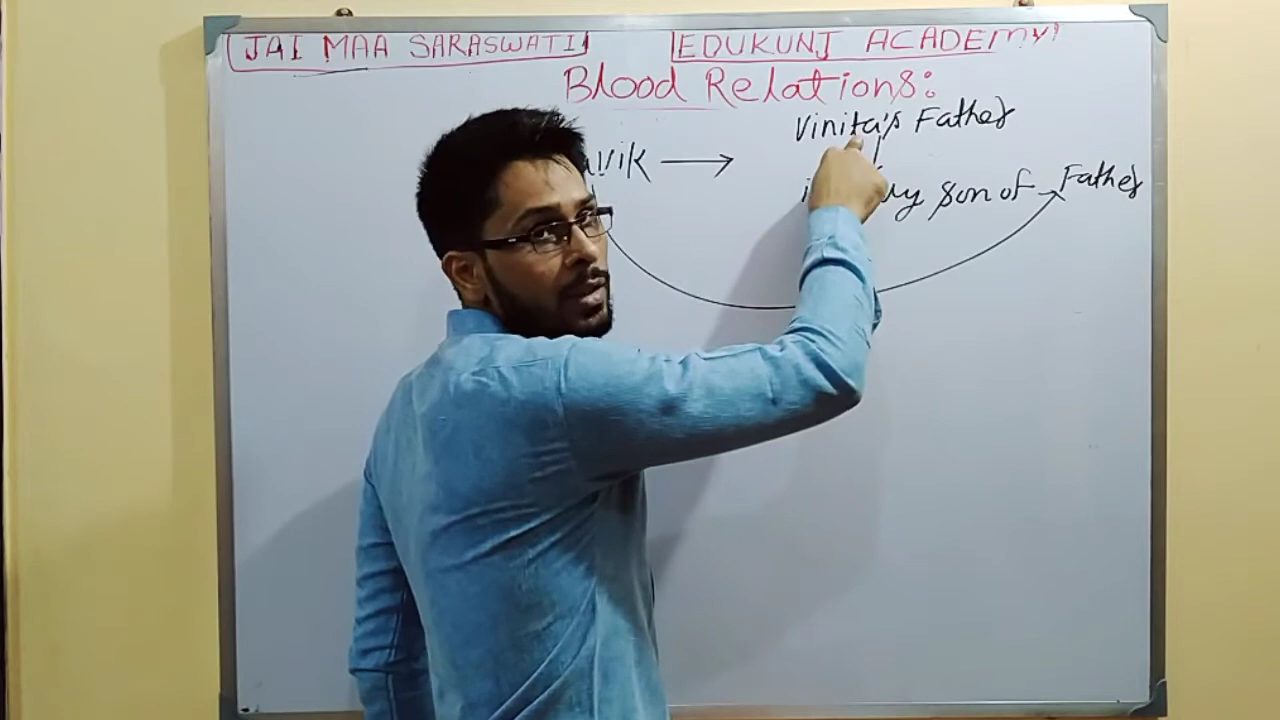 JAI MAA SARASWATI EDUKUNJ ACADEMY
Blood Relations:
Vinita's Father
son of Father